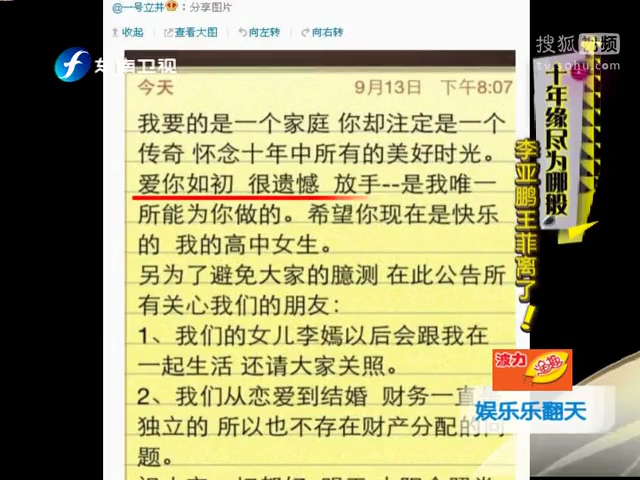 @一号立井 : 分享图片
收起 查看大图 向左转 向右转
搜狐视频
tv.sohu.com
东南卫视
今天 9月13日 下午8:07
我要的是一个家庭 你却注定是一个
传奇 怀念十年中所有的美好时光。
爱你如初 很遗憾 放手--是我唯一
所能为你做的。希望你现在是快乐
的 我的高中女生。
另为了避免大家的臆测 在此公告所
有关心我们的朋友：
1、我们的女儿李嫣以后会跟我在
一起生活 还请大家关照。
2、我们从恋爱到结婚 财务一直是
独立的 所以也不存在财产分配的问
题。
十年缘尽为哪般
李亚鹏王菲离了！
波力
海趣
娱乐乐翻天